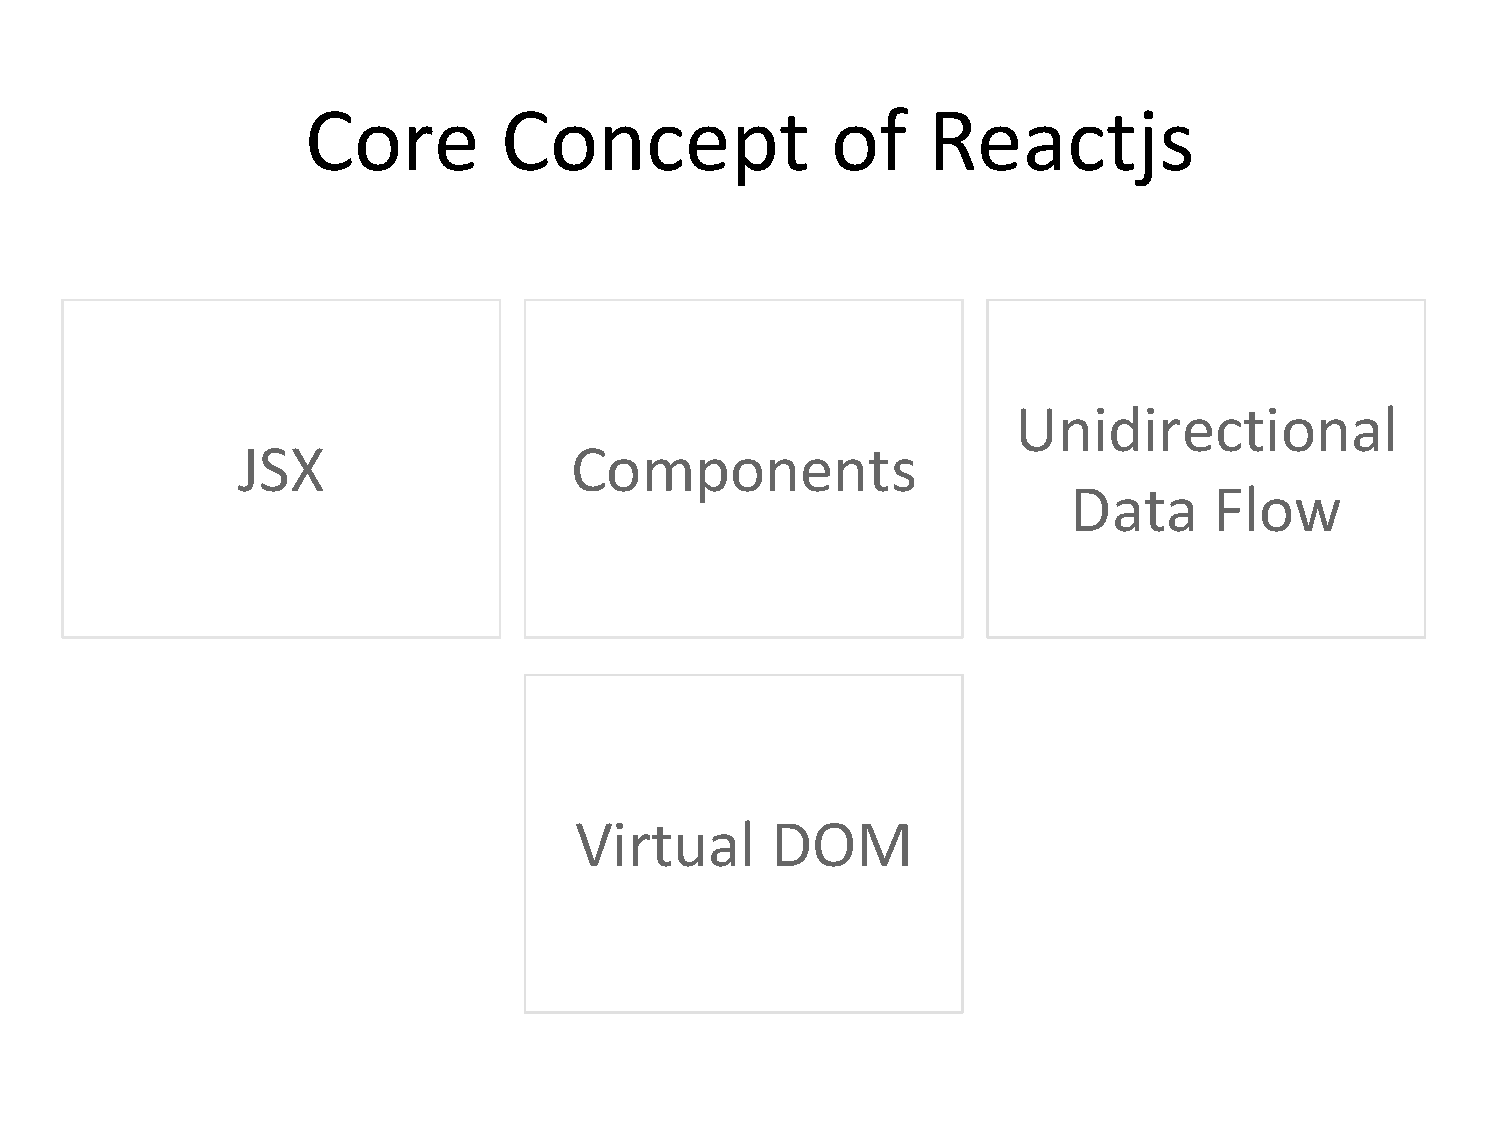 Core Concept of Reactjs
JSX
Components
Unidirectional
Data Flow
Virtual DOM